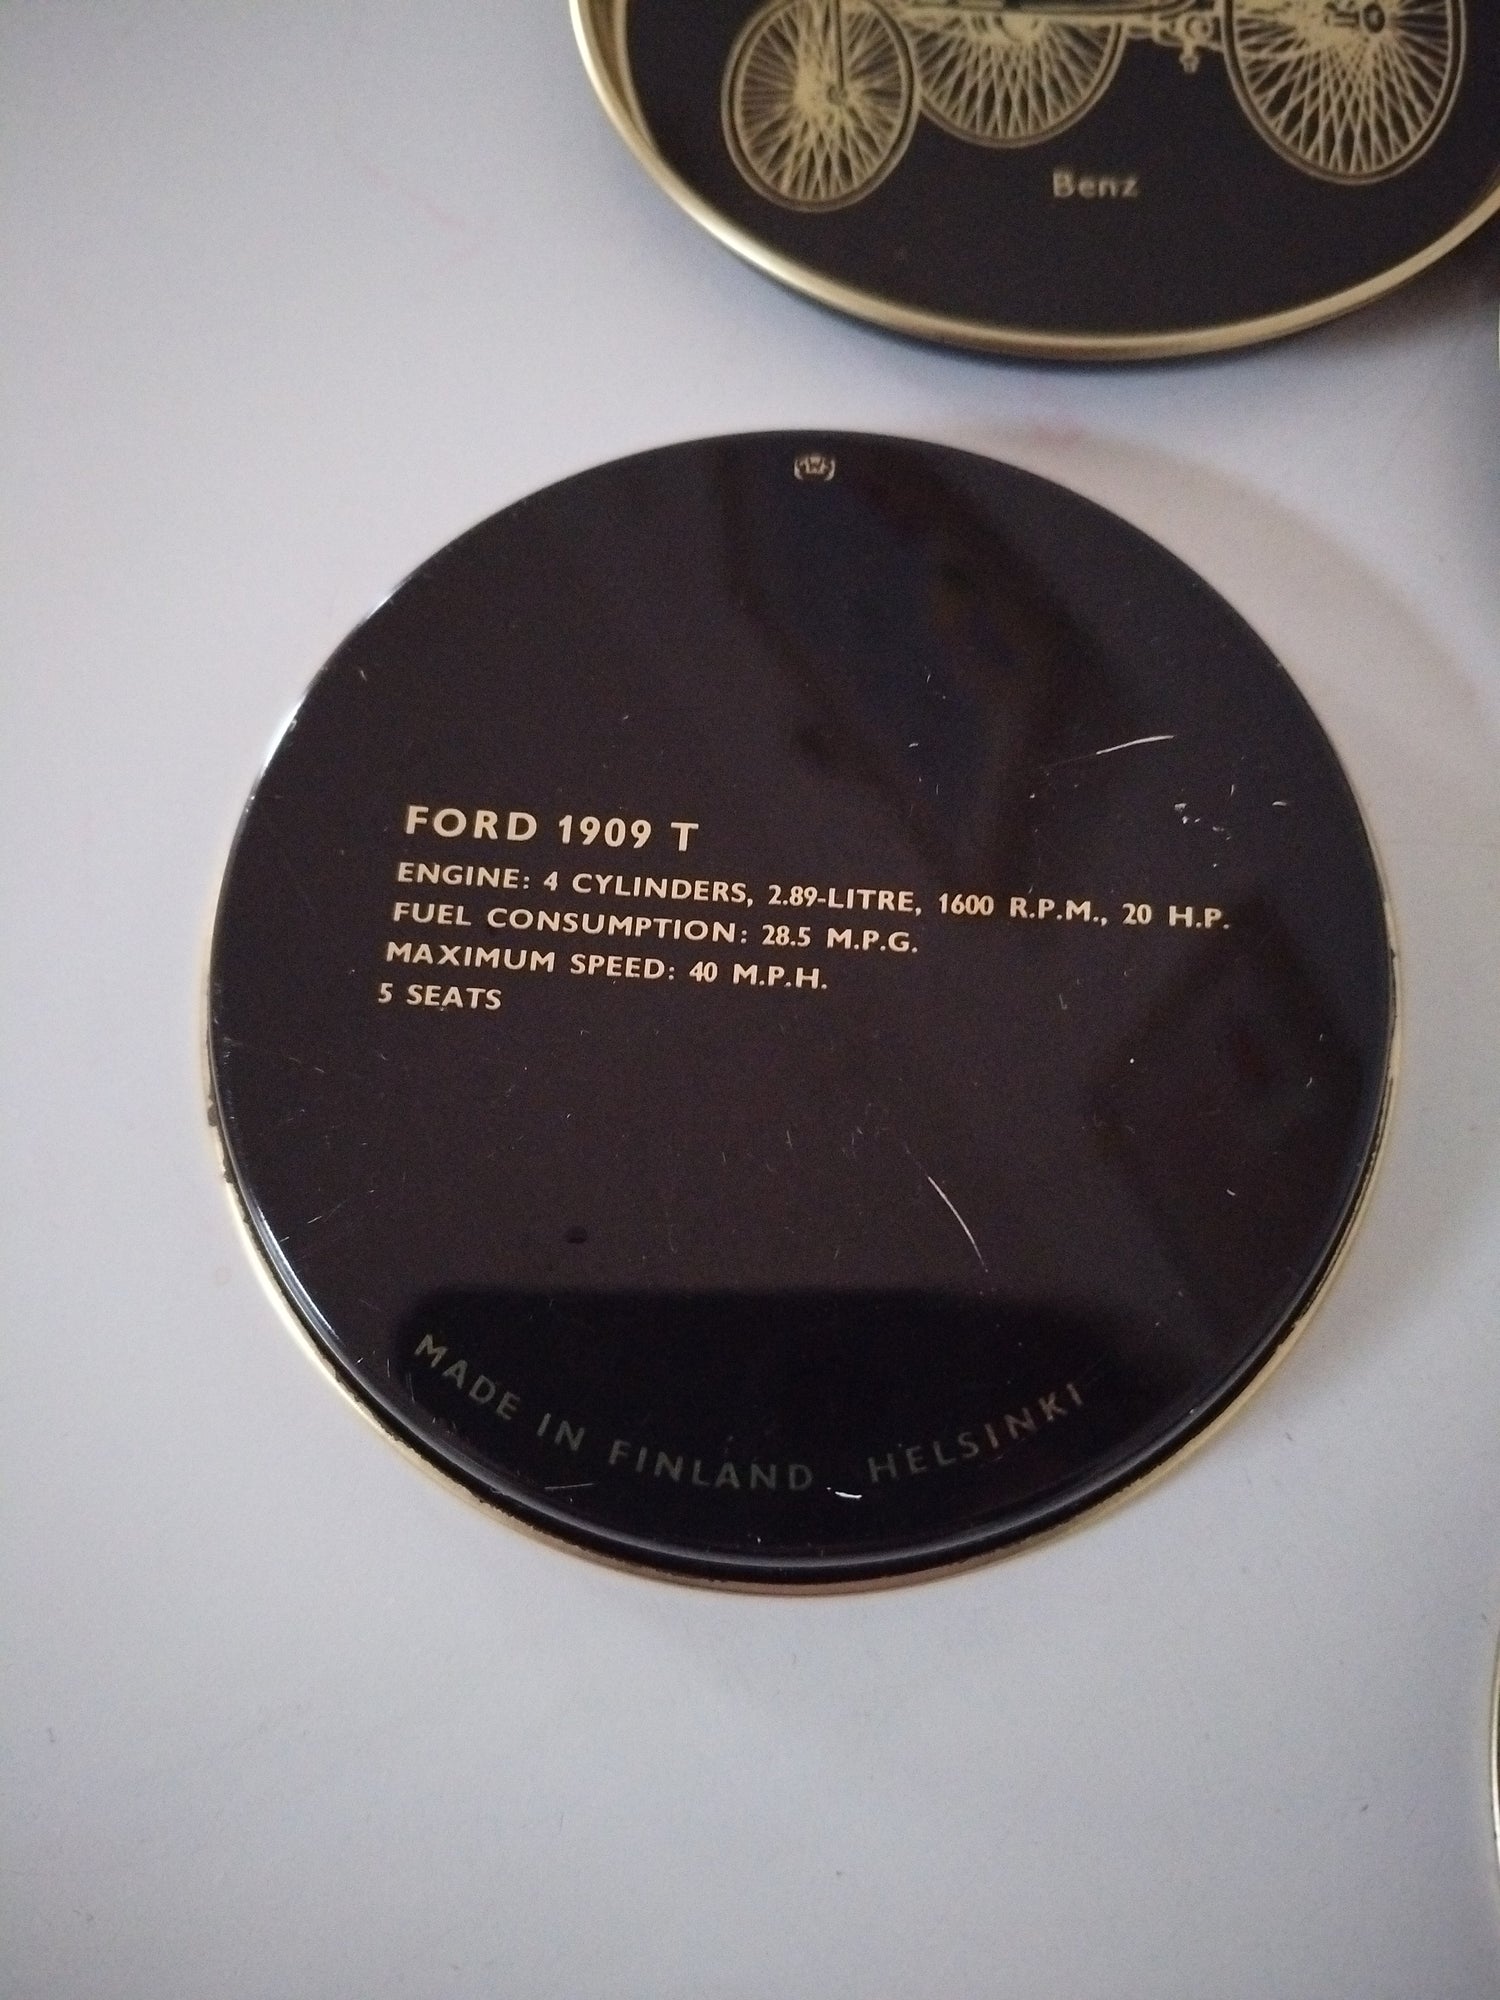 Benz
FORD 1909 T
ENGINE: 4 CYLINDERS, 2.89-LITRE, 1600 R.P.M., 20 H.P.
FUEL CONSUMPTION: 28.5 M.P.G.
MAXIMUM SPEED: 40 M.P.H.
5 SEATS
MADE IN FINLAND HELSINKI